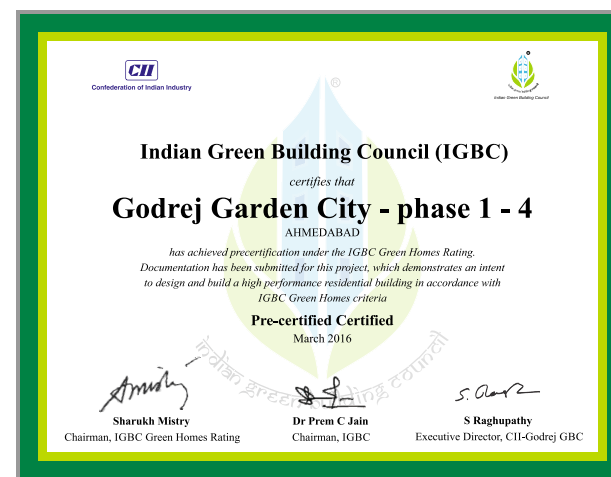 CII
Confederation of Indian Industry
Indian Green Building Council
Indian Green Building Council (IGBC)
certifies that
Godrej Garden City - phase 1 - 4
AHMEDABAD
has achieved precertification under the IGBC Green Homes Rating.
Documentation has been submitted for this project, which demonstrates an intent
to design and build a high performance residential building in accordance with
IGBC Green Homes criteria
Pre-certified Certified
March 2016
indian green building council
Sharukh Mistry
Chairman, IGBC Green Homes Rating
Dr Prem C Jain
Chairman, IGBC
S Raghupathy
Executive Director, CII-Godrej GBC